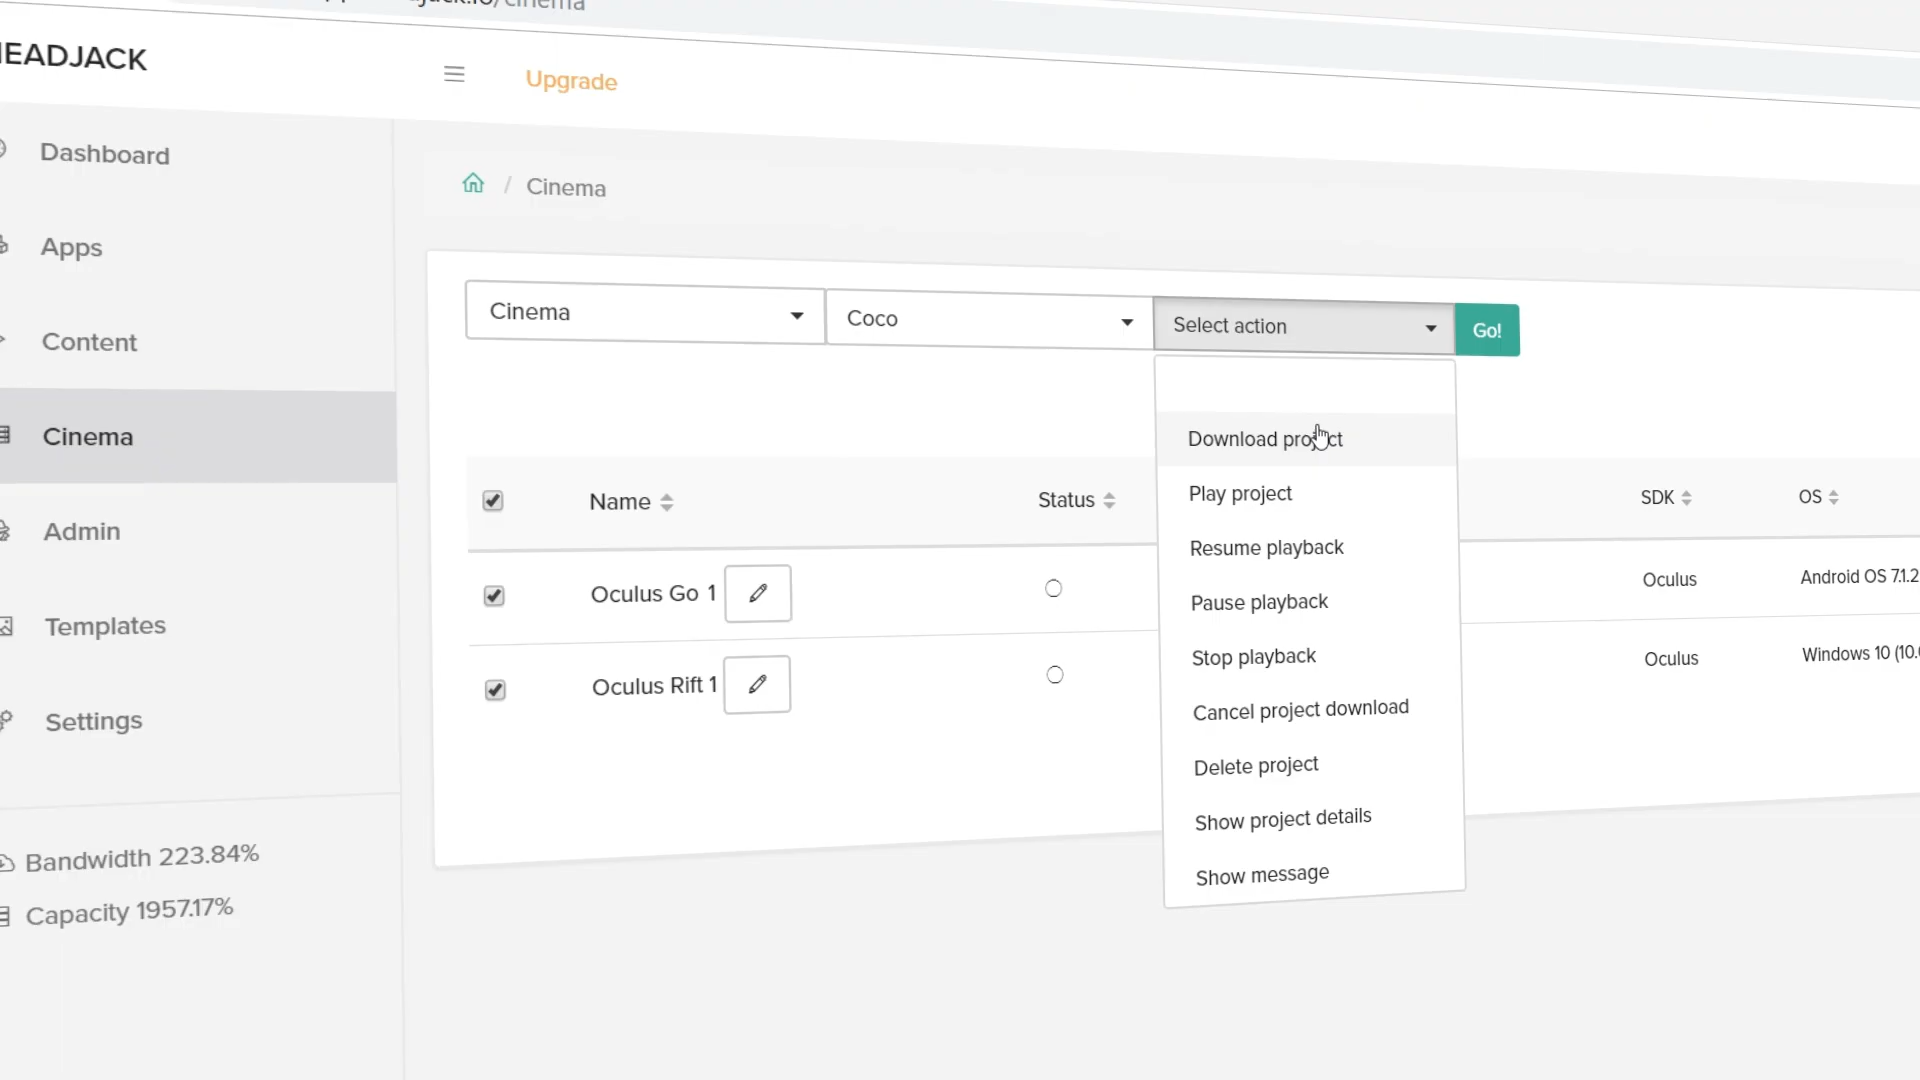 EADJACK
Upgrade
Dashboard
Apps
Content
Cinema
Admin
Templates
Settings
Bandwidth 223.84%
Capacity 1957.17%
/ Cinema
Cinema
Coco
Select action
Go!
Download project
Play project
Resume playback
Pause playback
Stop playback
Cancel project download
Delete project
Show project details
Show message
Name
Status
SDK
OS
Oculus Go 1
Oculus
Android OS 7.1.2
Oculus Rift 1
Oculus
Windows 10 (10.